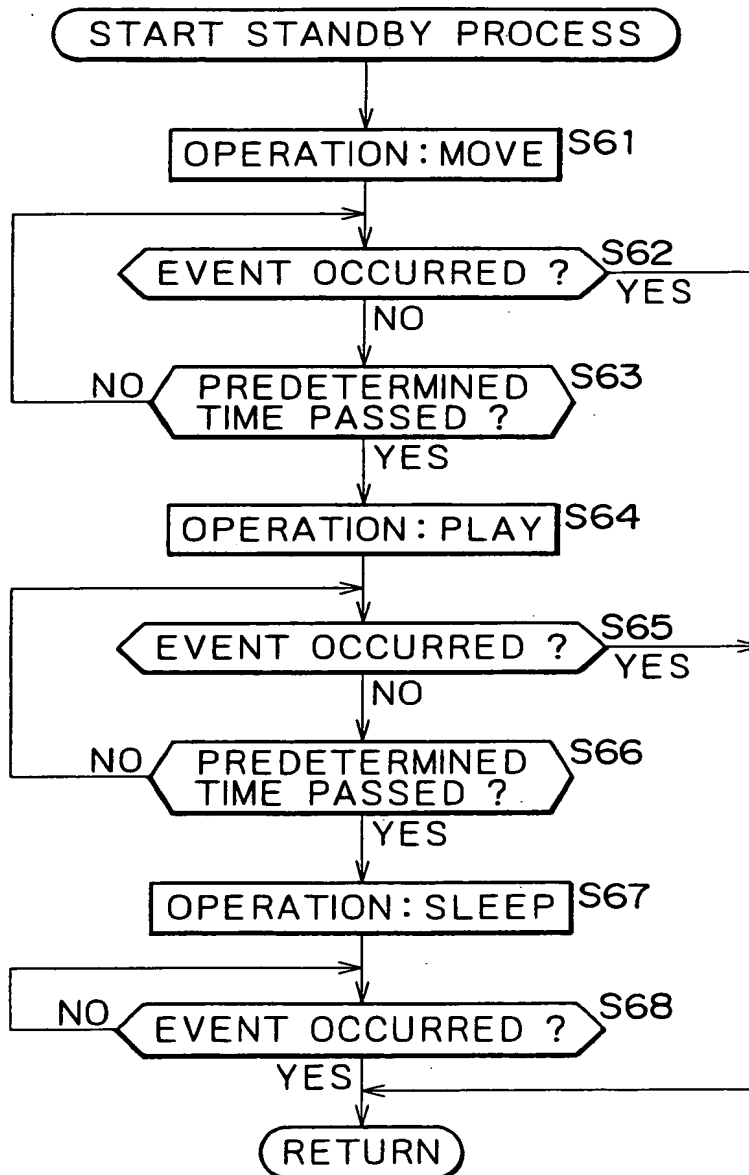 START STANDBY PROCESS
OPERATION: MOVE S61
EVENT OCCURRED ? S62
YES
NO
NO PREDETERMINED S63
TIME PASSED ?
YES
OPERATION: PLAY S64
EVENT OCCURRED ? S65
YES
NO
NO PREDETERMINED S66
TIME PASSED ?
YES
OPERATION: SLEEP S67
NO EVENT OCCURRED ? S68
YES
RETURN